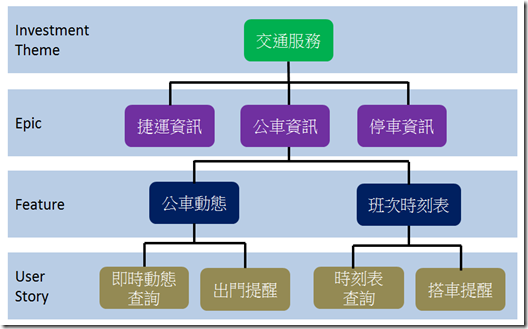 Investment
Theme
交通服務
Epic
捷運資訊
公車資訊
停車資訊
Feature
公車動態
班次時刻表
User
Story
即時動態
查詢
出門提醒
時刻表
查詢
搭車提醒